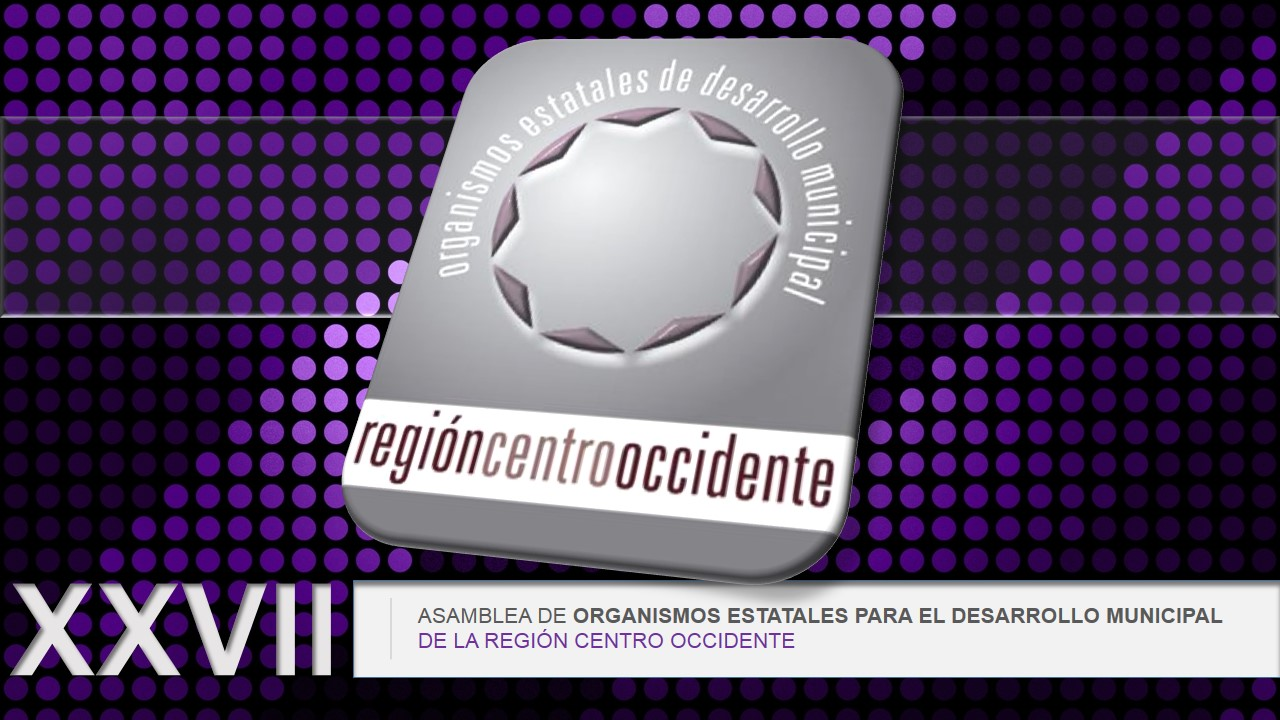 organismos estatales de desarrollo municipal
regióncentrooccidente
XXVII
ASAMBLEA DE ORGANISMOS ESTATALES PARA EL DESARROLLO MUNICIPAL
DE LA REGIÓN CENTRO OCCIDENTE